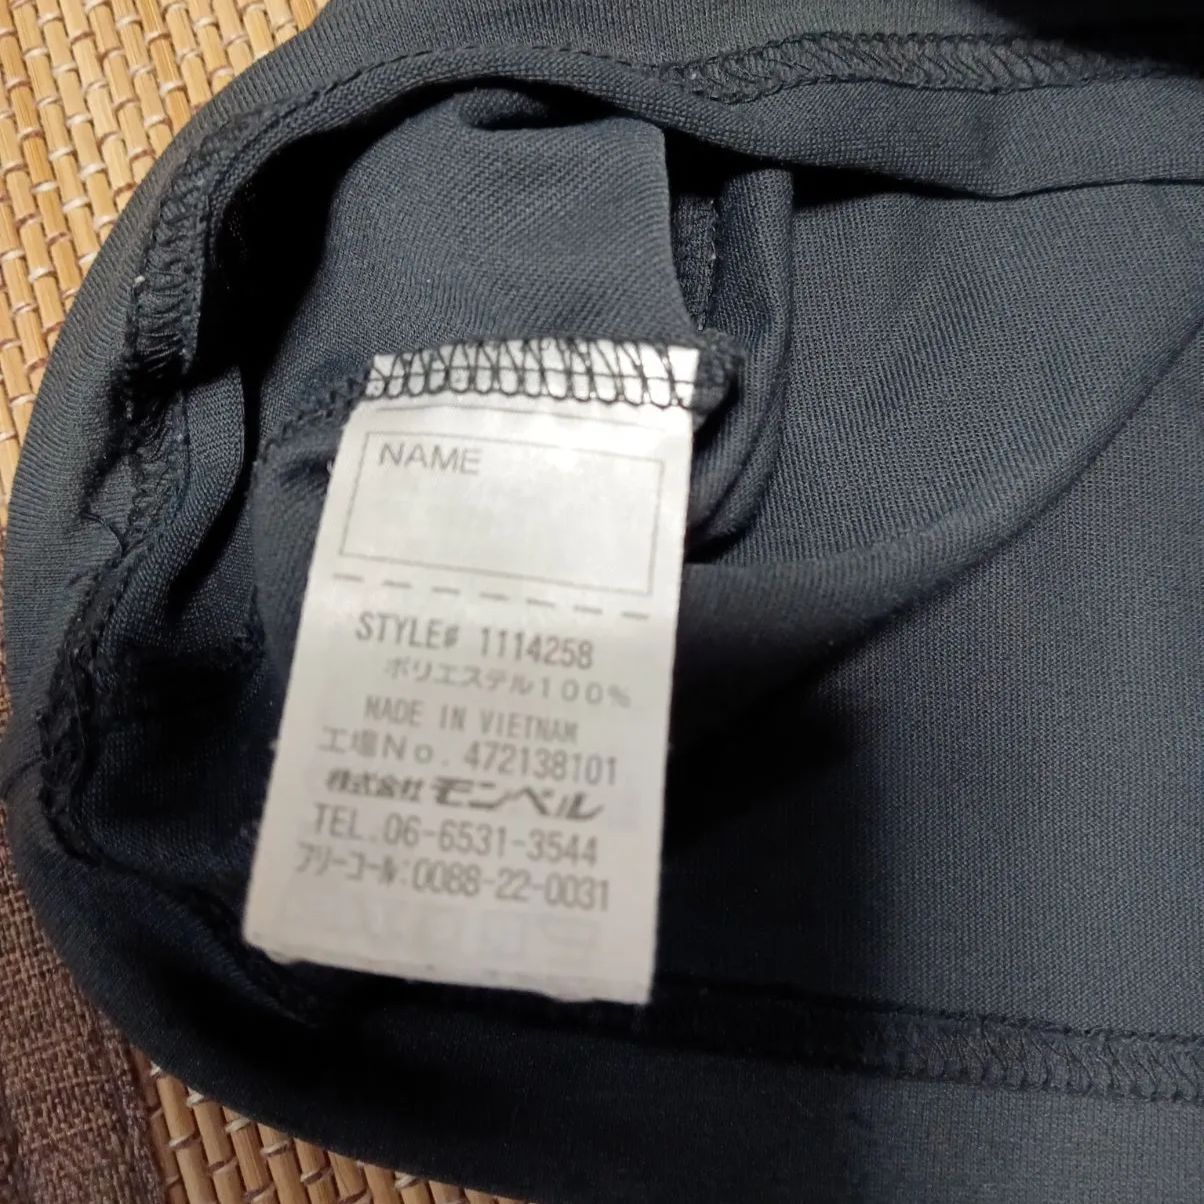 NAME
STYLE# 1114258
ポリエステル100%
MADE IN VIETNAM
工場No. 472138101
株式会社 モンベル
TEL.06-6531-3544
フリーコール:0088-22-0031